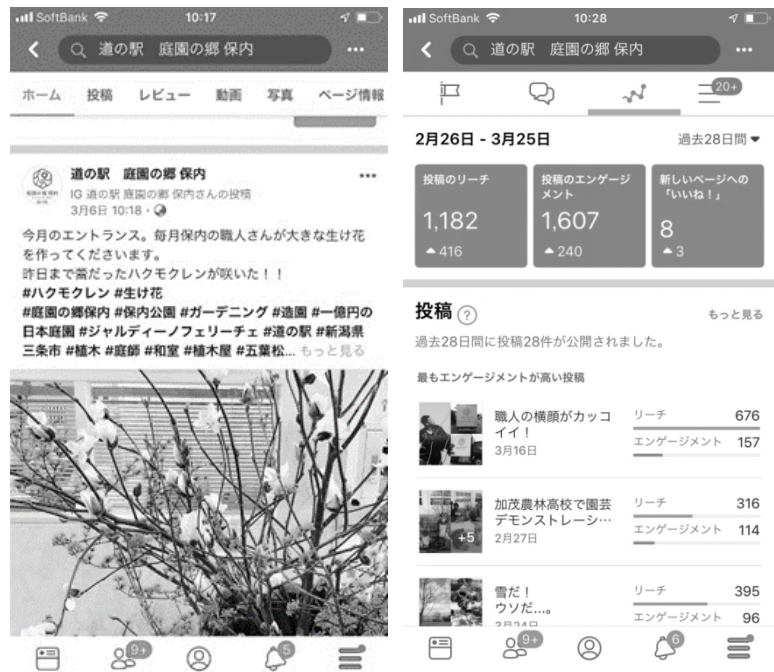 SoftBank 10:17
道の駅 庭園の郷 保内
ホーム 投稿 レビュー 動画 写真 ページ情報
道の駅 庭園の郷 保内
IG 道の駅 庭園の郷 保内さんの投稿
3月6日 10:18
今月のエントランス。毎月保内の職人さんが大きな生け花
を作ってくださいます。
昨日まで蕾だったハクモクレンが咲いた！！
#ハクモクレン #生け花
#庭園の郷保内 #保内公園 #ガーデニング #造園 #一億円の
日本庭園 #ジャルディーノフェリーチェ #道の駅 #新潟県
三条市 #植木 #庭師 #和室 #植木屋 #五葉松... もっと見る
9+
5
SoftBank 10:28
道の駅 庭園の郷 保内
20+
2月26日 - 3月25日 過去28日間
投稿のリーチ
1,182
416
投稿のエンゲージ
メント
1,607
240
新しいページへの
「いいね！」
8
3
投稿 ? もっと見る
過去28日間に投稿28件が公開されました。
最もエンゲージメントが高い投稿
職人の横顔がカッコ
イイ！
3月16日
リーチ 676
エンゲージメント 157
+5
加茂農林高校で園芸
デモンストレーシ…
2月27日
リーチ 316
エンゲージメント 114
雪だ！
ウソだ…。
3月24日
リーチ 395
エンゲージメント 96
9+
6